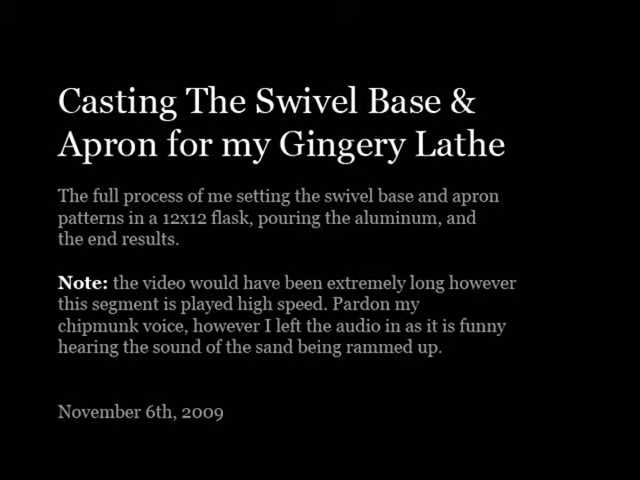 Casting The Swivel Base &
Apron for my Gingery Lathe
The full process of me setting the swivel base and apron
patterns in a 12x12 flask, pouring the aluminum, and
the end results.
Note: the video would have been extremely long however
this segment is played high speed. Pardon my
chipmunk voice, however I left the audio in as it is funny
hearing the sound of the sand being rammed up.
November 6th, 2009